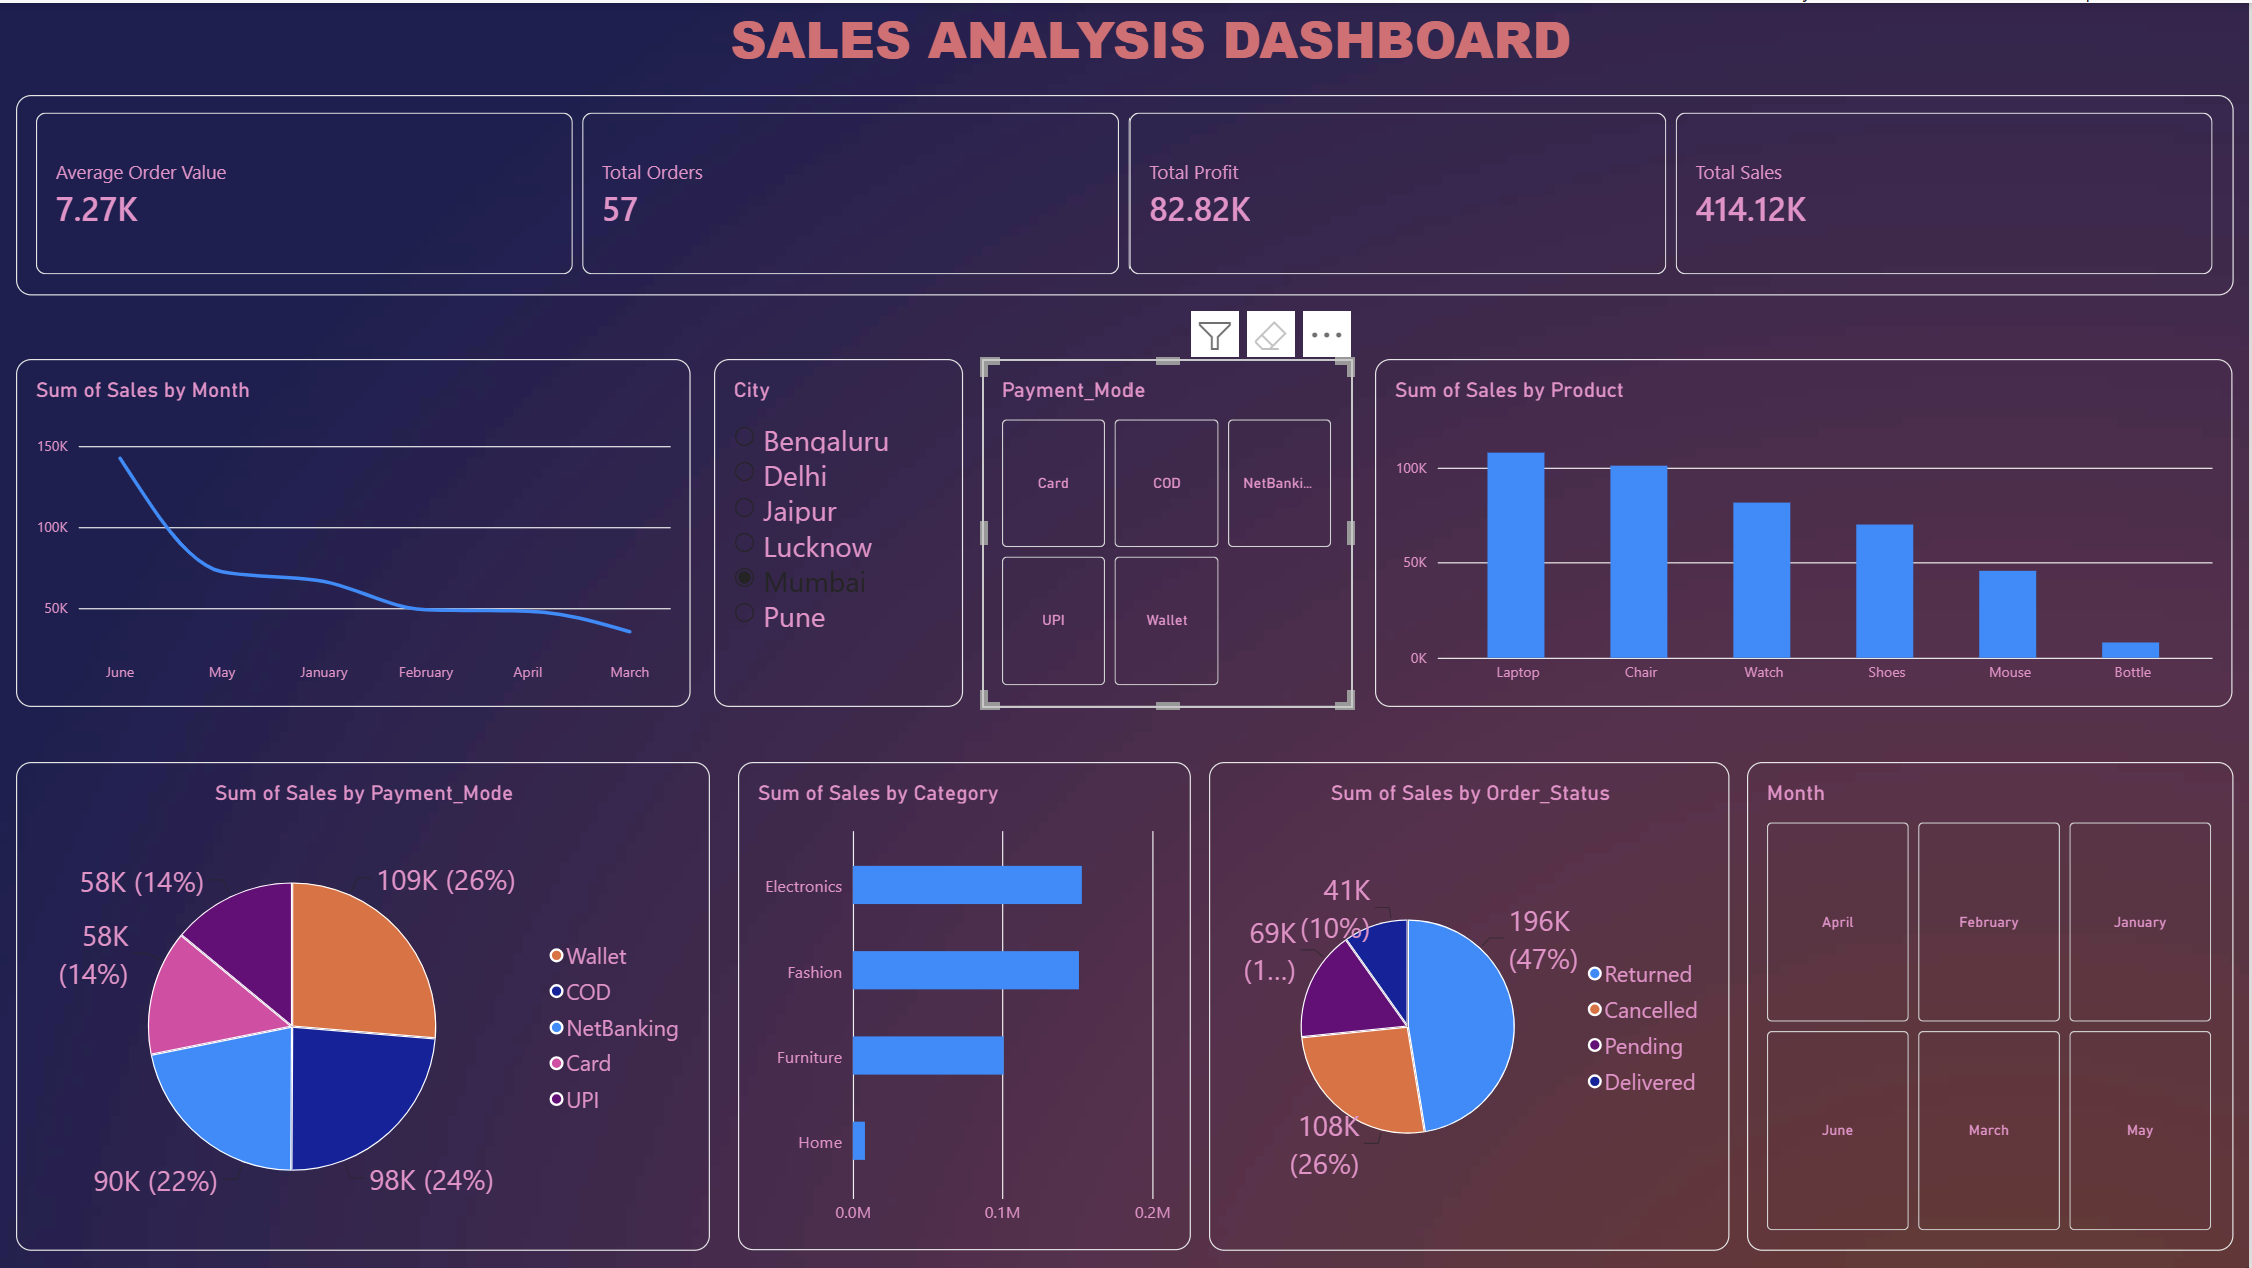 SALES ANALYSIS DASHBOARD
Average Order Value
7.27K
Total Orders
57
Total Profit
82.82K
Total Sales
414.12K
Sum of Sales by Month
150K
100K
50K
June May January February April March
City
Bengaluru
Delhi
Jaipur
Lucknow
Mumbai
Pune
Payment_Mode
Card COD NetBanki...
UPI Wallet
Sum of Sales by Product
100K
50K
0K
Laptop Chair Watch Shoes Mouse Bottle
Sum of Sales by Payment_Mode
58K (14%)
109K (26%)
58K
(14%)
90K (22%)
98K (24%)
Wallet
COD
NetBanking
Card
UPI
Sum of Sales by Category
Electronics
Fashion
Furniture
Home
0.0M 0.1M 0.2M
Sum of Sales by Order_Status
41K
(10%)
69K
(1...)
196K
(47%)
108K
(26%)
Returned
Cancelled
Pending
Delivered
Month
April February January
June March May